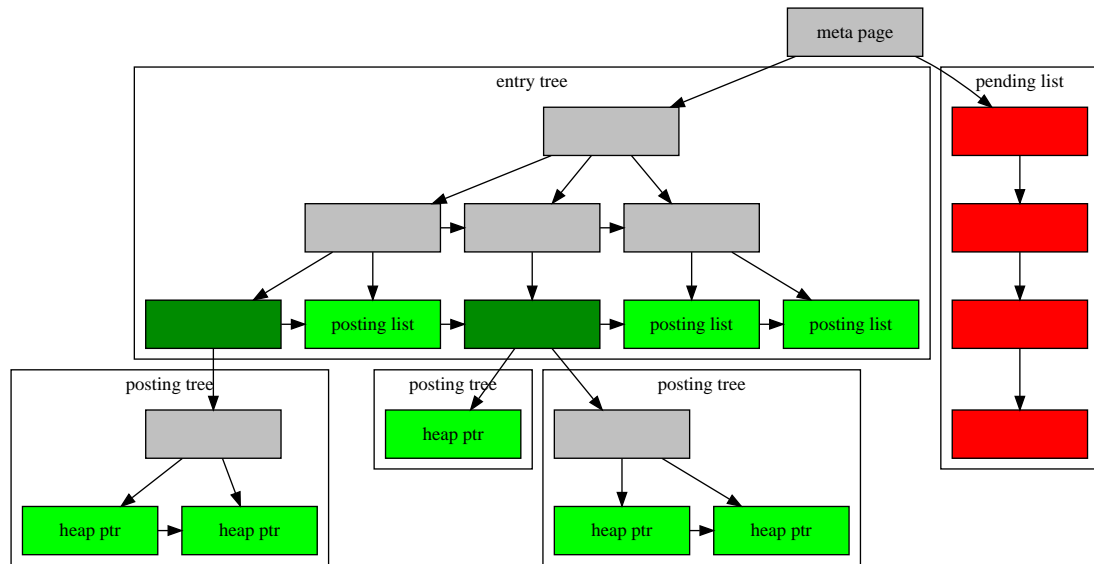 meta page
entry tree
pending list
posting list
posting list
posting list
posting tree
posting tree
posting tree
heap ptr
heap ptr
heap ptr
heap ptr
heap ptr